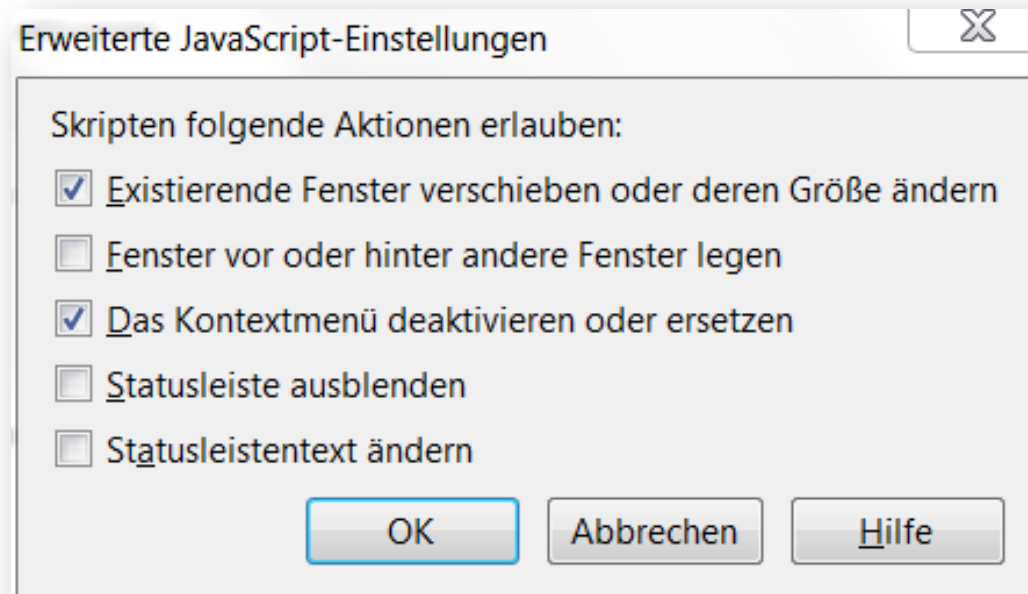 Erweiterte JavaScript-Einstellungen
Skripten folgende Aktionen erlauben:
Existierende Fenster verschieben oder deren Größe ändern
Fenster vor oder hinter andere Fenster legen
Das Kontextmenü deaktivieren oder ersetzen
Statusleiste ausblenden
Statusleistentext ändern
OK Abbrechen Hilfe